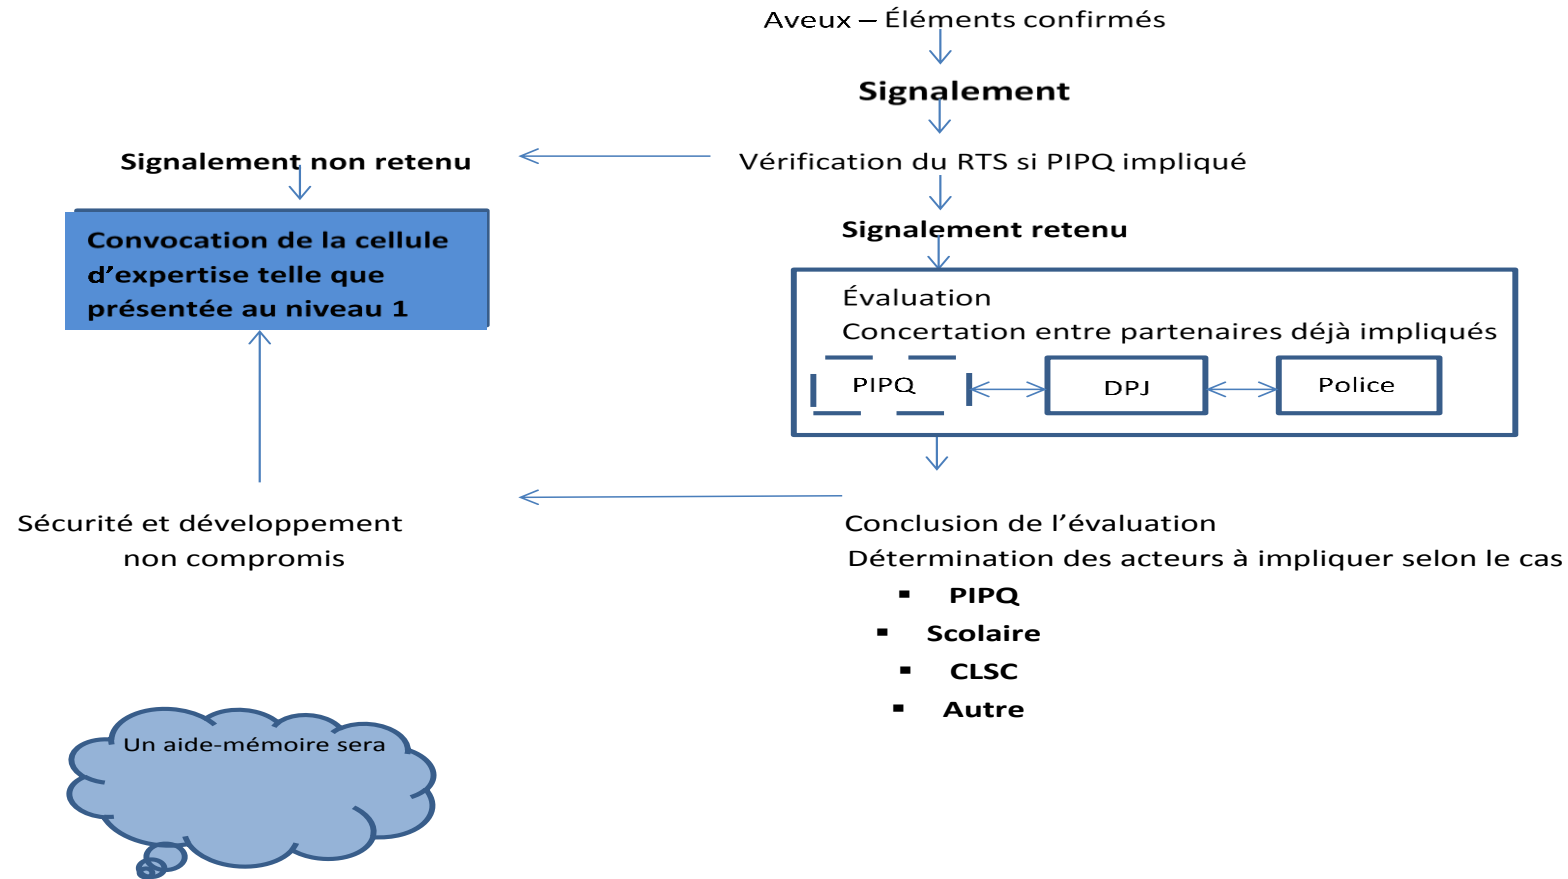 Aveux – Éléments confirmés
Signalement
Signalement non retenu
Vérification du RTS si PIPQ impliqué
Convocation de la cellule
d’expertise telle que
présentée au niveau 1
Signalement retenu
Évaluation
Concertation entre partenaires déjà impliqués
PIPQ
DPJ
Police
Sécurité et développement
non compromis
Conclusion de l’évaluation
Détermination des acteurs à impliquer selon le cas
▪ PIPQ
▪ Scolaire
▪ CLSC
▪ Autre
Un aide-mémoire sera